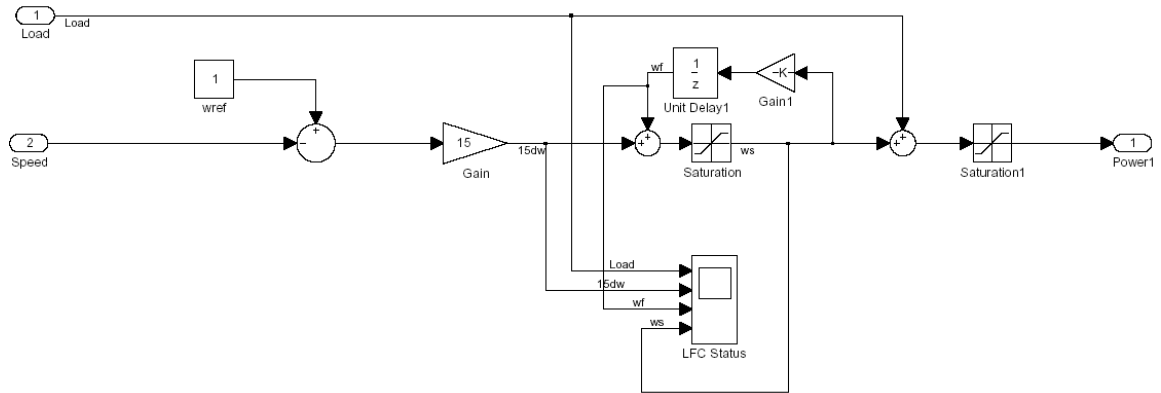 1
Load
Load
1
wref
wf
1
z
Unit Delay1
-K-
Gain1
2
Speed
+
-
15
Gain
15dw
+
+
Saturation
ws
+
+
Saturation1
1
Power1
Load
15dw
wf
ws
LFC Status